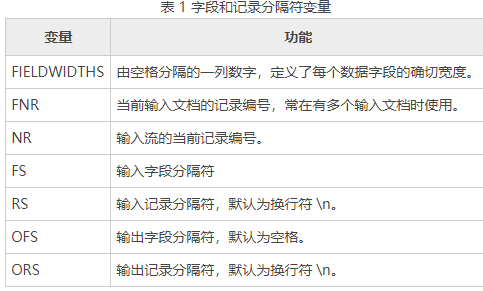 表 1 字段和记录分隔符变量
变量 功能
FIELDWIDTHS 由空格分隔的一列数字，定义了每个数据字段的确切宽度。
FNR 当前输入文档的记录编号，常在有多个输入文档时使用。
NR 输入流的当前记录编号。
FS 输入字段分隔符
RS 输入记录分隔符，默认为换行符 \n。
OFS 输出字段分隔符，默认为空格。
ORS 输出记录分隔符，默认为换行符 \n。